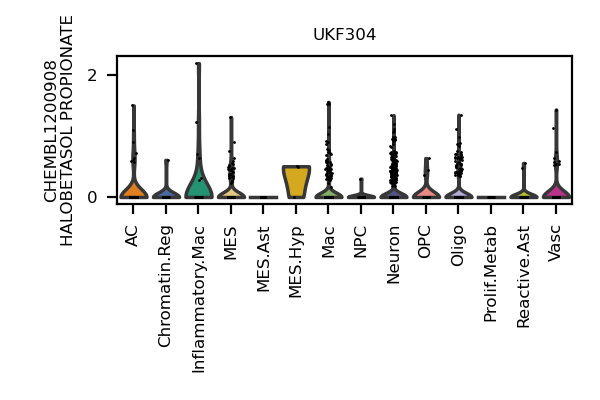 UKF304
CHEMBL1200908
HALOBETASOL PROPIONATE
2
0
AC
Chromatin.Reg
Inflammatory.Mac
MES
MES.Ast
MES.Hyp
Mac
NPC
Neuron
OPC
Oligo
Prolif.Metab
Reactive.Ast
Vasc